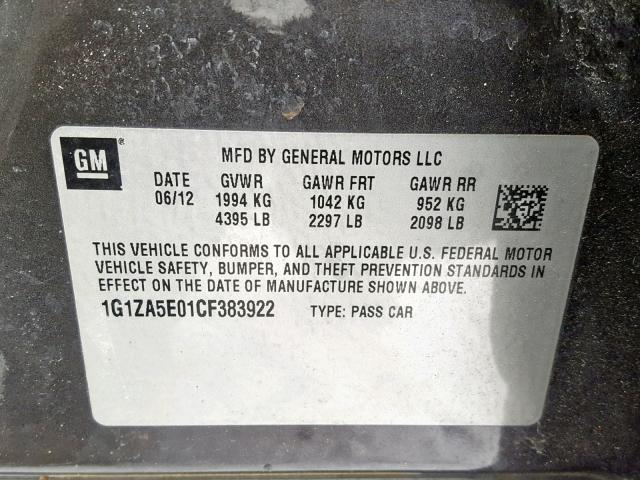 GM®
MFD BY GENERAL MOTORS LLC
DATE GVWR GAWR FRT GAWR RR
06/12 1994 KG 1042 KG 952 KG
4395 LB 2297 LB 2098 LB
THIS VEHICLE CONFORMS TO ALL APPLICABLE U.S. FEDERAL MOTOR
VEHICLE SAFETY, BUMPER, AND THEFT PREVENTION STANDARDS IN
EFFECT ON THE DATE OF MANUFACTURE SHOWN ABOVE.
1G1ZA5E01CF383922 TYPE: PASS CAR